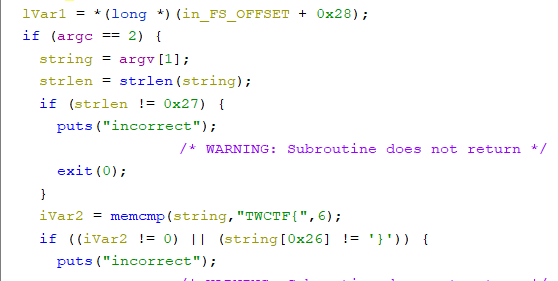 lVar1 = *(long *)(in_FS_OFFSET + 0x28);
if (argc == 2) {
string = argv[1];
strlen = strlen(string);
if (strlen != 0x27) {
puts("incorrect");
/* WARNING: Subroutine does not return */
exit(0);
}
iVar2 = memcmp(string,"TWCTF{",6);
if ((iVar2 != 0) || (string[0x26] != '}')) {
puts("incorrect");